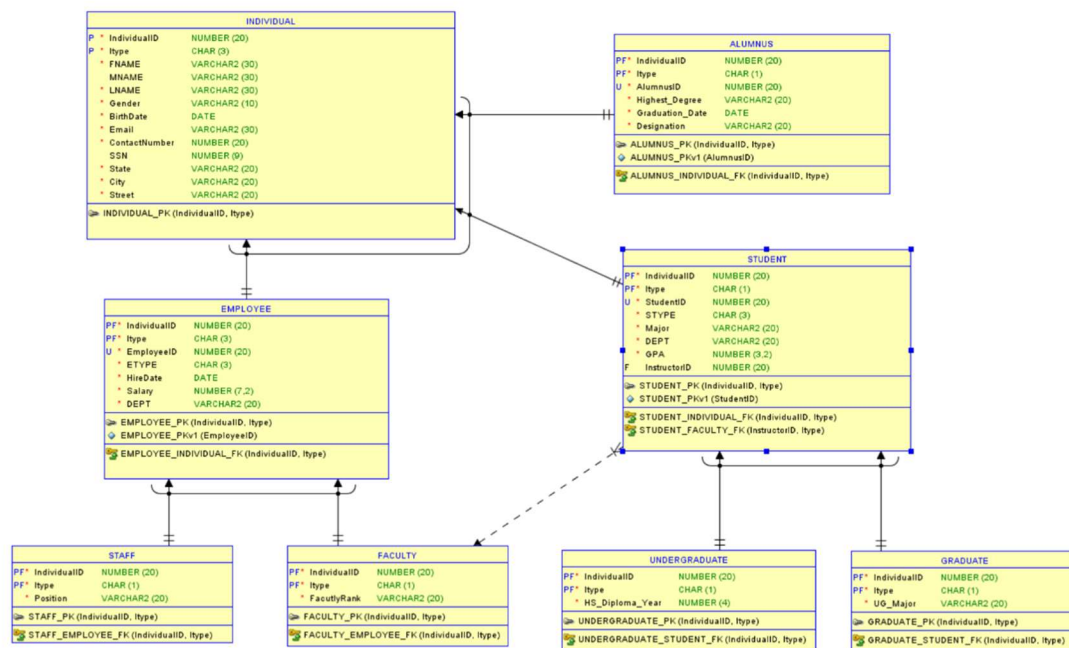 INDIVIDUAL
P * IndividualID NUMBER (20)
P * Itype CHAR (3)
* FNAME VARCHAR2 (30)
MNAME VARCHAR2 (30)
* LNAME VARCHAR2 (30)
* Gender VARCHAR2 (10)
* BirthDate DATE
* Email VARCHAR2 (30)
* ContactNumber NUMBER (20)
SSN NUMBER (9)
* State VARCHAR2 (20)
* City VARCHAR2 (20)
* Street VARCHAR2 (20)
INDIVIDUAL_PK (IndividualID, Itype)
ALUMNUS
PF* IndividualID NUMBER (20)
PF* Itype CHAR (1)
U * AlumnusID NUMBER (20)
* Highest_Degree VARCHAR2 (20)
* Graduation_Date DATE
* Designation VARCHAR2 (20)
ALUMNUS_PK (IndividualID, Itype)
ALUMNUS_PKv1 (AlumnusID)
ALUMNUS_INDIVIDUAL_FK (IndividualID, Itype)
STUDENT
PF* IndividualID NUMBER (20)
PF* Itype CHAR (1)
U * StudentID NUMBER (20)
* STYPE CHAR (3)
* Major VARCHAR2 (20)
* DEPT VARCHAR2 (20)
* GPA NUMBER (3,2)
F InstructorID NUMBER (20)
STUDENT_PK (IndividualID, Itype)
STUDENT_PKv1 (StudentID)
STUDENT_INDIVIDUAL_FK (IndividualID, Itype)
STUDENT_FACULTY_FK (InstructorID, Itype)
EMPLOYEE
PF* IndividualID NUMBER (20)
PF* Itype CHAR (3)
U * EmployeeID NUMBER (20)
* ETYPE CHAR (3)
* HireDate DATE
* Salary NUMBER (7,2)
* DEPT VARCHAR2 (20)
EMPLOYEE_PK (IndividualID, Itype)
EMPLOYEE_PKv1 (EmployeeID)
EMPLOYEE_INDIVIDUAL_FK (IndividualID, Itype)
STAFF
PF* IndividualID NUMBER (20)
PF* Itype CHAR (1)
* Position VARCHAR2 (20)
STAFF_PK (IndividualID, Itype)
STAFF_EMPLOYEE_FK (IndividualID, Itype)
FACULTY
PF* IndividualID NUMBER (20)
PF* Itype CHAR (1)
* FacutlyRank VARCHAR2 (20)
FACULTY_PK (IndividualID, Itype)
FACULTY_EMPLOYEE_FK (IndividualID, Itype)
UNDERGRADUATE
PF* IndividualID NUMBER (20)
PF* Itype CHAR (1)
* HS_Diploma_Year NUMBER (4)
UNDERGRADUATE_PK (IndividualID, Itype)
UNDERGRADUATE_STUDENT_FK (IndividualID, Itype)
GRADUATE
PF* IndividualID NUMBER (20)
PF* Itype CHAR (1)
* UG_Major VARCHAR2 (20)
GRADUATE_PK (IndividualID, Itype)
GRADUATE_STUDENT_FK (IndividualID, Itype)